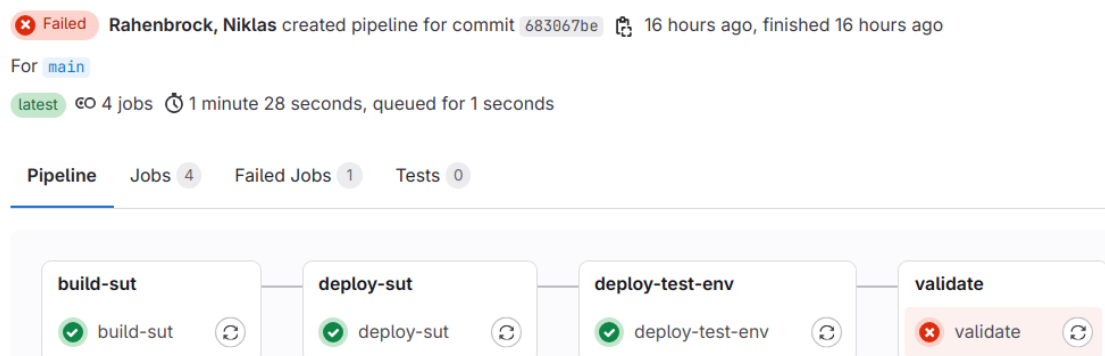 Failed Rahenbrock, Niklas created pipeline for commit 683067be 16 hours ago, finished 16 hours ago
For main
latest 4 jobs 1 minute 28 seconds, queued for 1 seconds
Pipeline Jobs 4 Failed Jobs 1 Tests 0
build-sut deploy-sut deploy-test-env validate
build-sut deploy-sut deploy-test-env validate